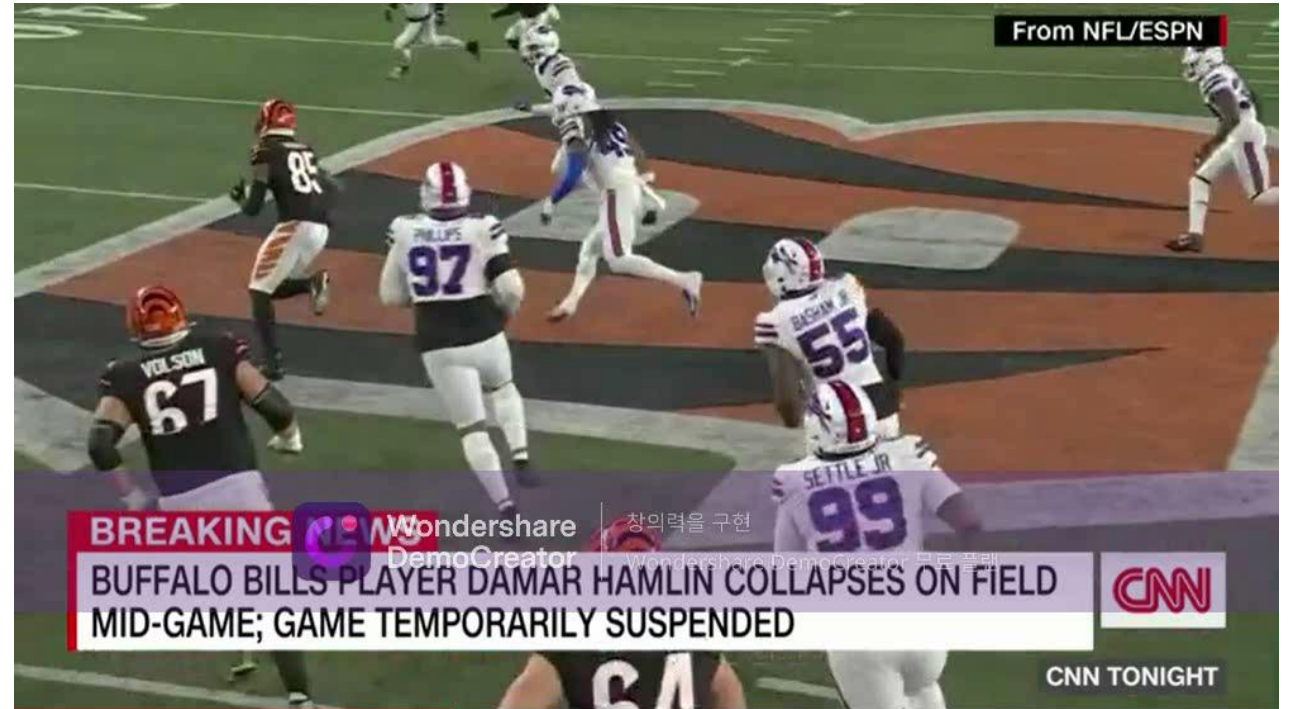 From NFL/ESPN
85
49
PHILLIPS
97
BASHAM JR
55
VOLSON
67
SETTLE JR
99
BREAKING NEWS
Wondershare
DemoCreator
창의력을 구현
Wondershare DemoCreator 무료 플랜
BUFFALO BILLS PLAYER DAMAR HAMLIN COLLAPSES ON FIELD
MID-GAME; GAME TEMPORARILY SUSPENDED
CNN
CNN TONIGHT
64